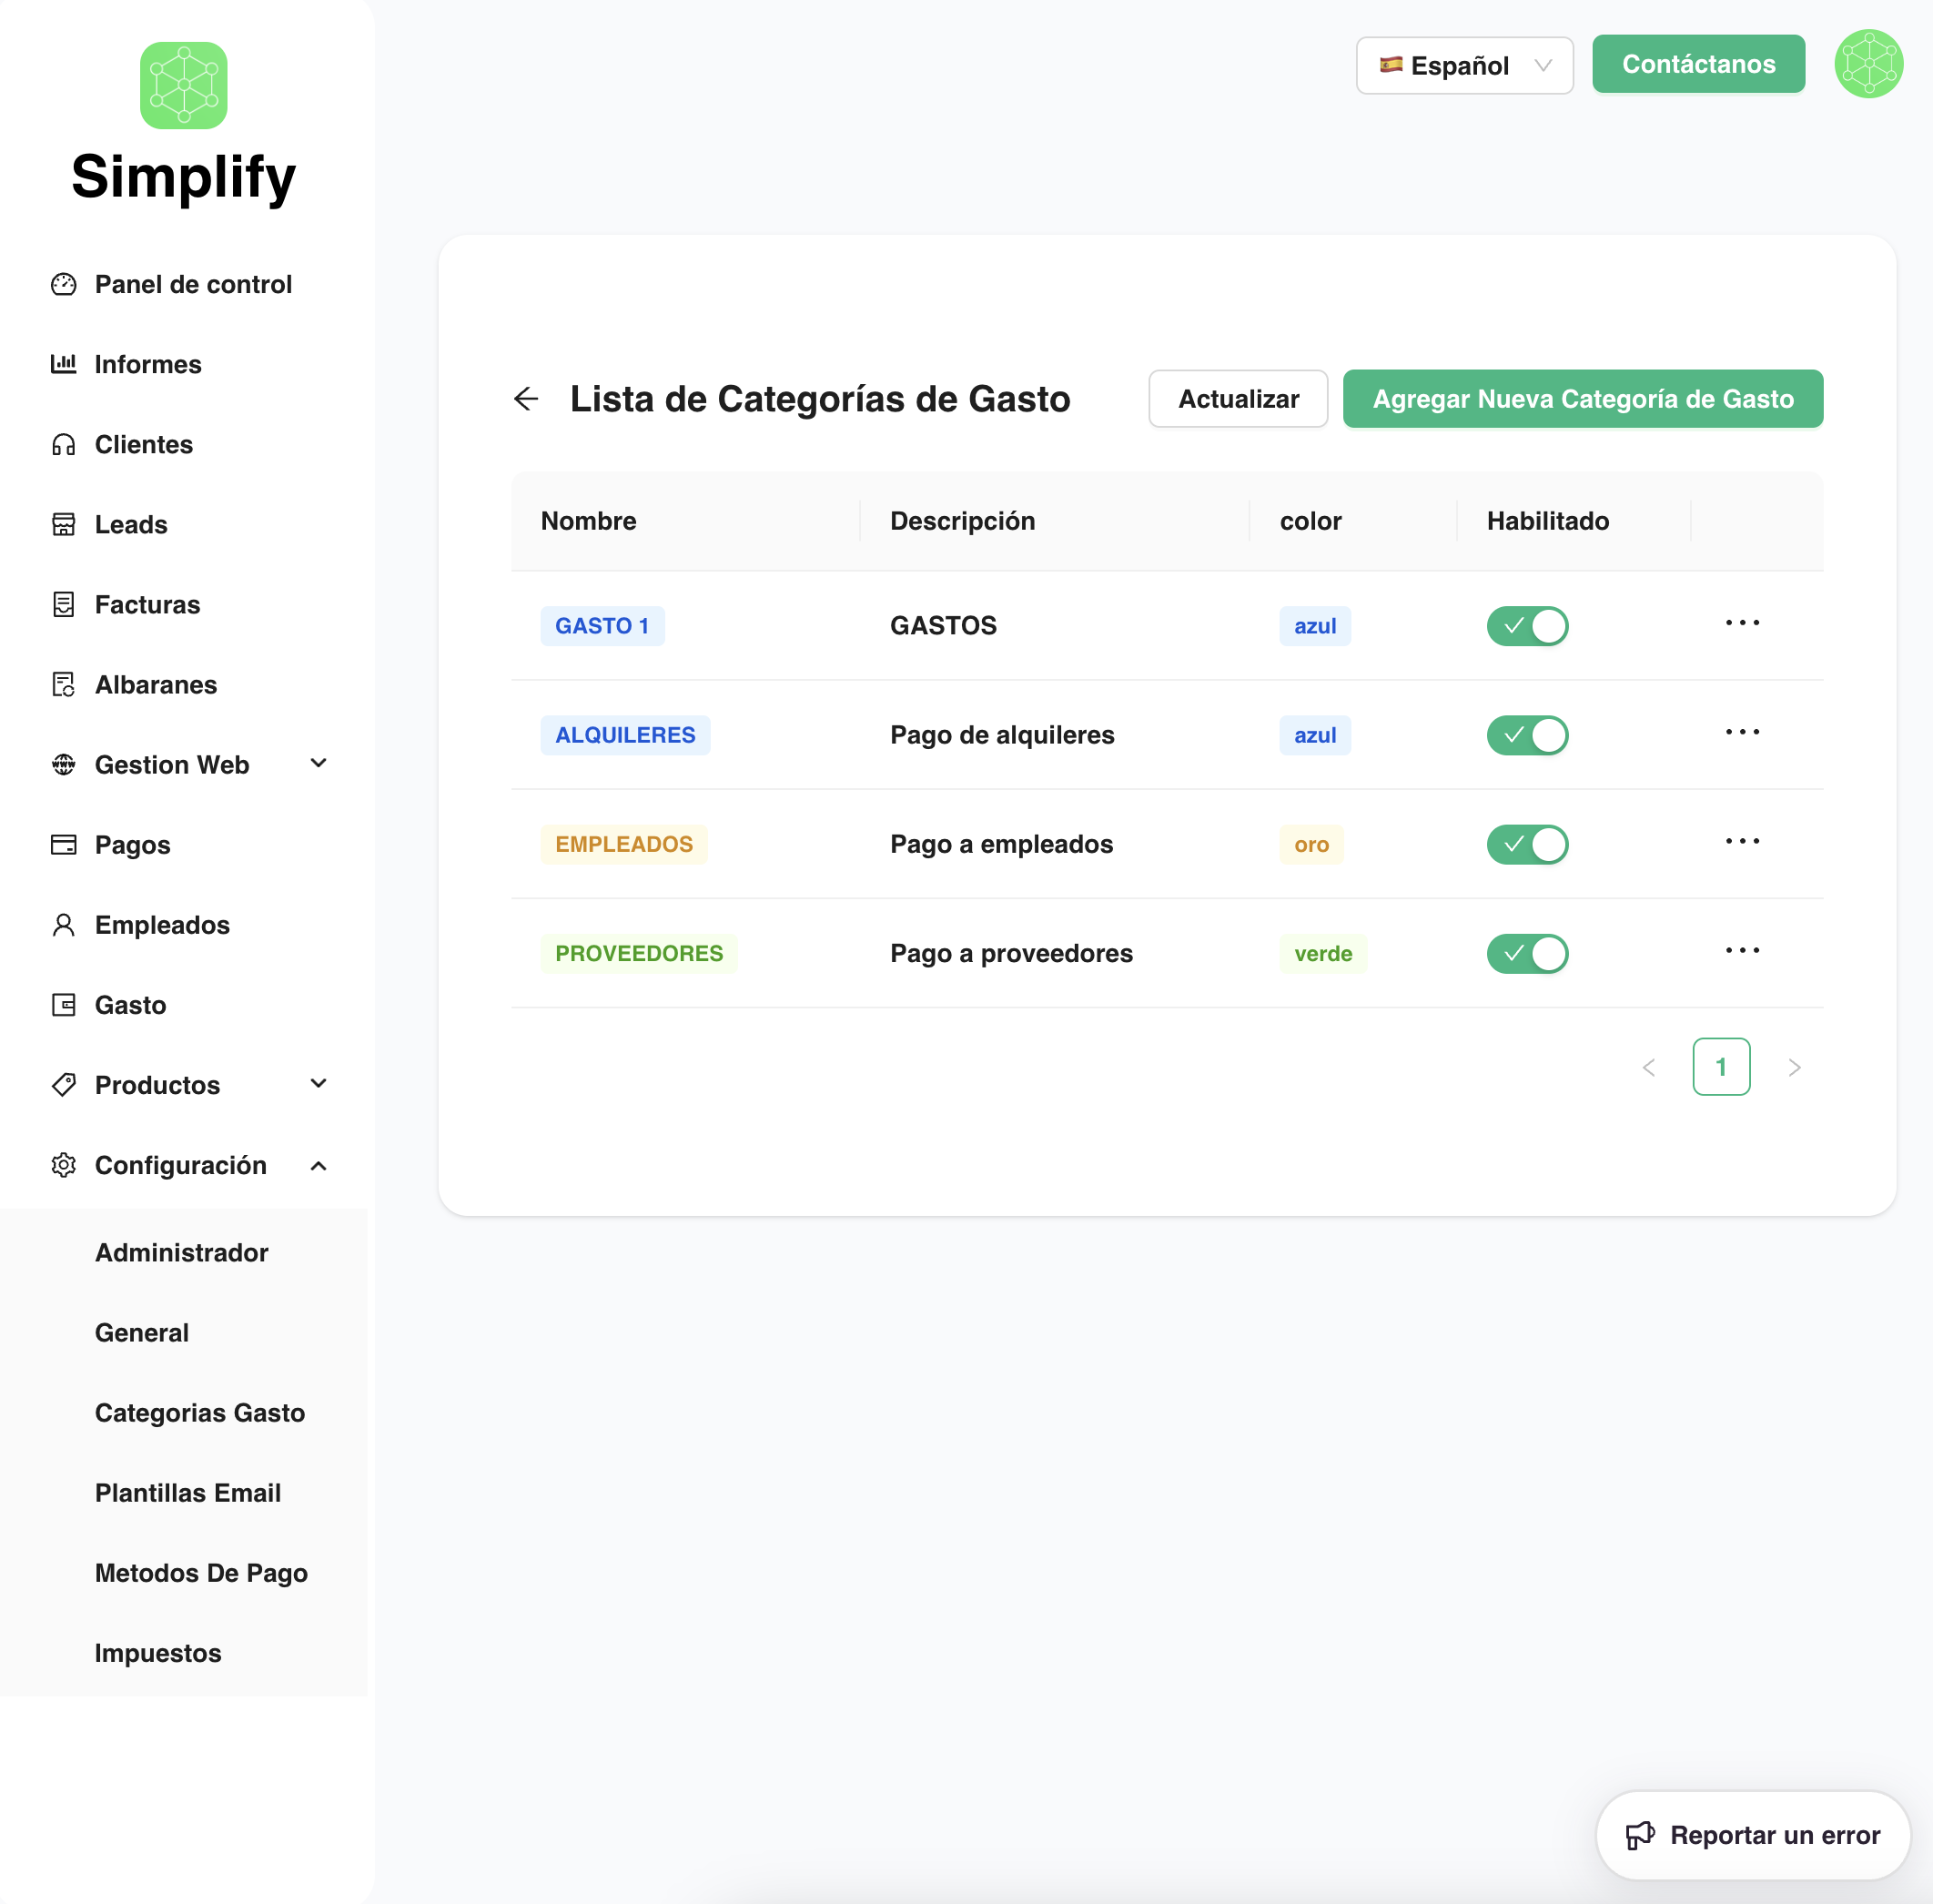 Simplify
Español
Contáctanos
Panel de control
Informes
Clientes
Leads
Facturas
Albaranes
Gestion Web
Pagos
Empleados
Gasto
Productos
Configuración
Administrador
General
Categorias Gasto
Plantillas Email
Metodos De Pago
Impuestos
Lista de Categorías de Gasto
Actualizar
Agregar Nueva Categoría de Gasto
Nombre Descripción color Habilitado
GASTO 1 GASTOS azul
ALQUILERES Pago de alquileres azul
EMPLEADOS Pago a empleados oro
PROVEEDORES Pago a proveedores verde
1
Reportar un error